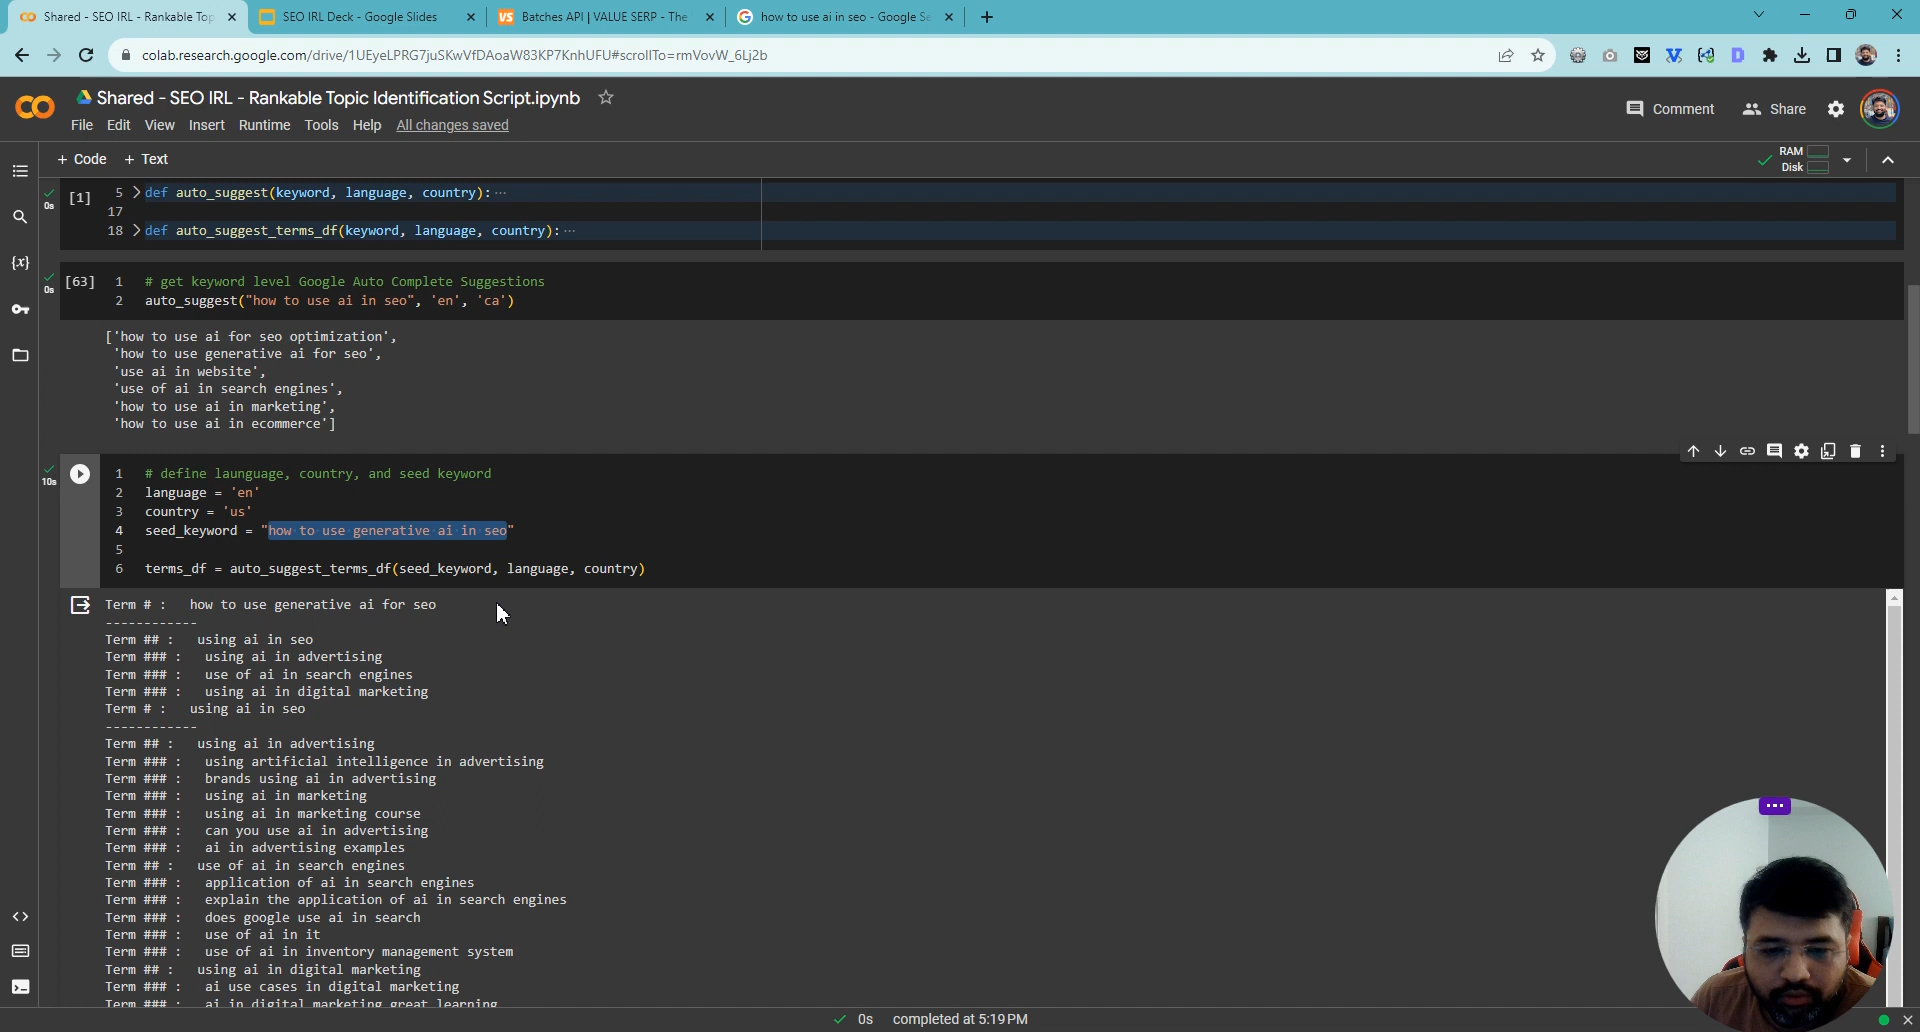 Shared - SEO IRL - Rankable Top
SEO IRL Deck - Google Slides
VS Batches API | VALUE SERP - The
how to use ai in seo - Google Se
colab.research.google.com/drive/1UEyeLPRG7juSKwVfDAoaW83KP7KnhUFU#scrollTo=rmVovW_6Lj2b
Shared - SEO IRL - Rankable Topic Identification Script.ipynb
Comment
Share
File Edit View Insert Runtime Tools Help All changes saved
+ Code + Text
RAM
Disk
0s
[1]
5 def auto_suggest(keyword, language, country): ...
17
18 def auto_suggest_terms_df(keyword, language, country): ...
0s
[63]
1 # get keyword level Google Auto Complete Suggestions
2 auto_suggest("how to use ai in seo", 'en', 'ca')
['how to use ai for seo optimization',
'how to use generative ai for seo',
'use ai in website',
'use of ai in search engines',
'how to use ai in marketing',
'how to use ai in ecommerce']
10s
1 # define launguage, country, and seed keyword
2 language = 'en'
3 country = 'us'
4 seed_keyword = "how to use generative ai in seo"
5
6 terms_df = auto_suggest_terms_df(seed_keyword, language, country)
Term # : how to use generative ai for seo
------------
Term ## : using ai in seo
Term ### : using ai in advertising
Term ### : use of ai in search engines
Term ### : using ai in digital marketing
Term # : using ai in seo
------------
Term ## : using ai in advertising
Term ### : using artificial intelligence in advertising
Term ### : brands using ai in advertising
Term ### : using ai in marketing
Term ### : using ai in marketing course
Term ### : can you use ai in advertising
Term ### : ai in advertising examples
Term ## : use of ai in search engines
Term ### : application of ai in search engines
Term ### : explain the application of ai in search engines
Term ### : does google use ai in search
Term ### : use of ai in it
Term ### : use of ai in inventory management system
Term ## : using ai in digital marketing
Term ### : ai use cases in digital marketing
Term ### : ai in digital marketing great learning
0s completed at 5:19 PM